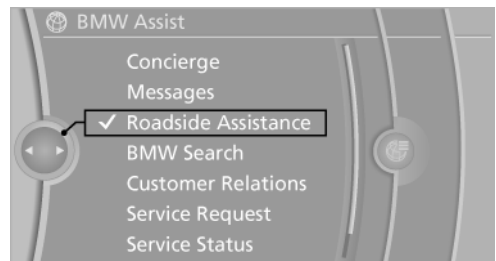 BMW Assist
Concierge
Messages
Roadside Assistance
BMW Search
Customer Relations
Service Request
Service Status